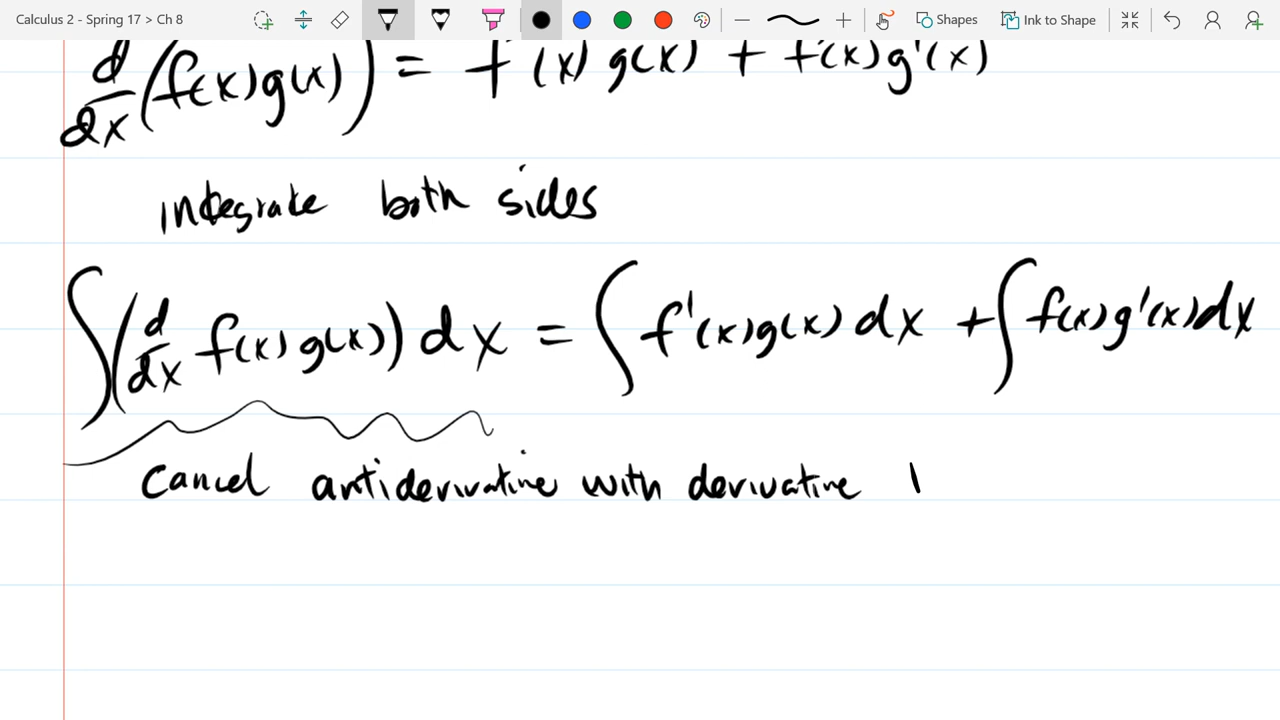 Calculus 2 - Spring 17 > Ch 8
Shapes
Ink to Shape
d/dx (f(x)g(x)) = f'(x) g(x) + f(x)g'(x)
integrate both sides
∫(d/dx f(x)g(x)) dx = ∫f'(x)g(x) dx + ∫f(x)g'(x)dx
Cancel antiderivative with derivative